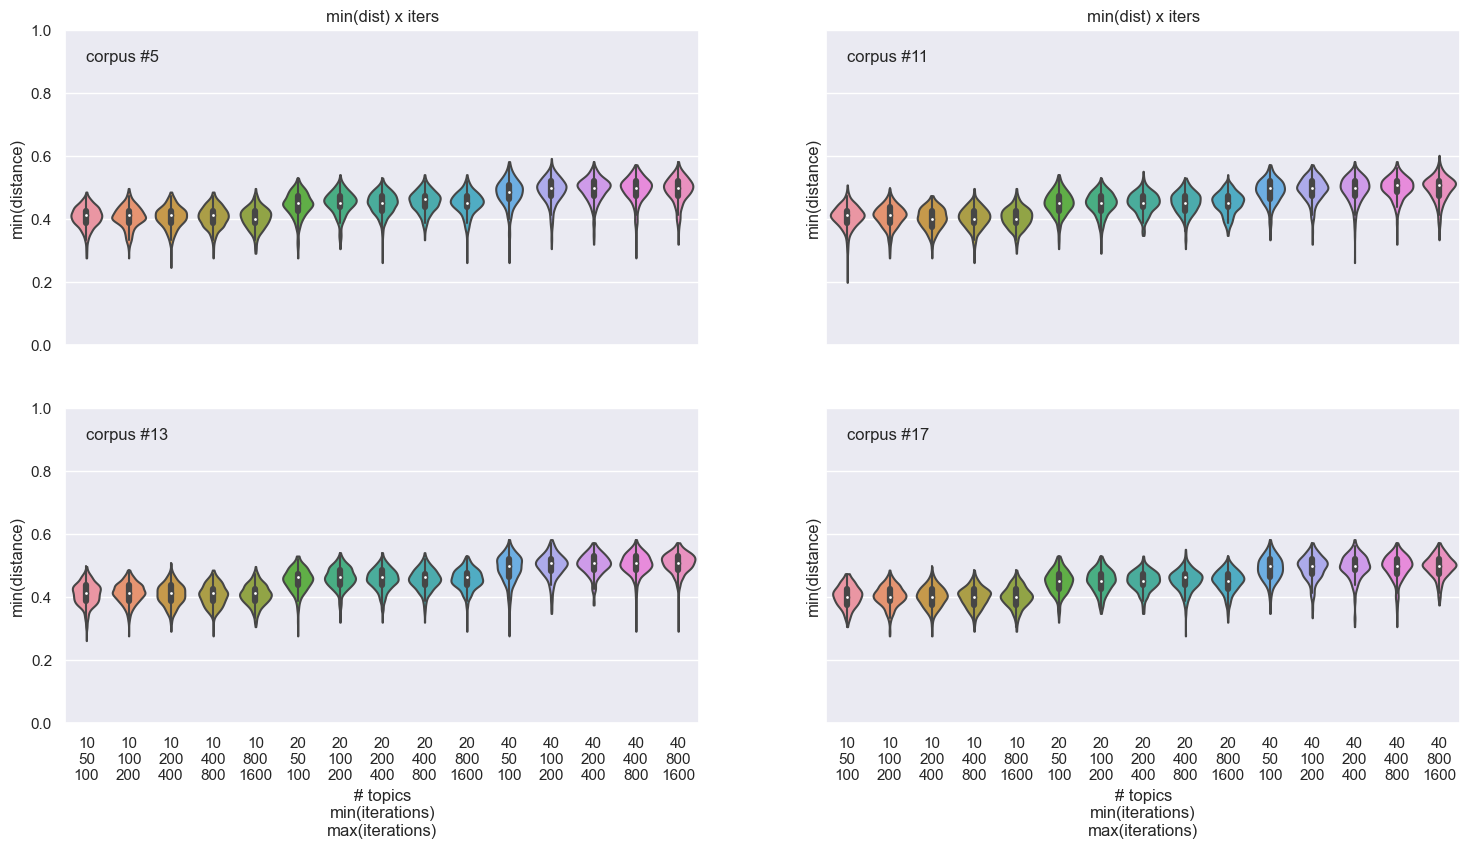 min(dist) x iters
min(dist) x iters
corpus #5
corpus #11
min(distance)
1.0
0.8
0.6
0.4
0.2
0.0
min(distance)
corpus #13
corpus #17
min(distance)
1.0
0.8
0.6
0.4
0.2
0.0
min(distance)
10 10 10 10 10 20 20 20 20 20 40 40 40 40 40
50 100 200 400 800 50 100 200 400 800 50 100 200 400 800
100 200 400 800 1600 100 200 400 800 1600 100 200 400 800 1600
# topics
min(iterations)
max(iterations)
10 10 10 10 10 20 20 20 20 20 40 40 40 40 40
50 100 200 400 800 50 100 200 400 800 50 100 200 400 800
100 200 400 800 1600 100 200 400 800 1600 100 200 400 800 1600
# topics
min(iterations)
max(iterations)